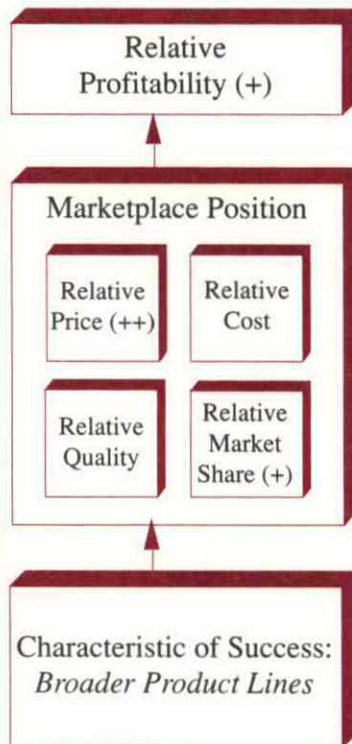 Relative
Profitability (+)
Marketplace Position
Relative
Price (++)
Relative
Cost
Relative
Quality
Relative
Market
Share (+)
Characteristic of Success:
Broader Product Lines